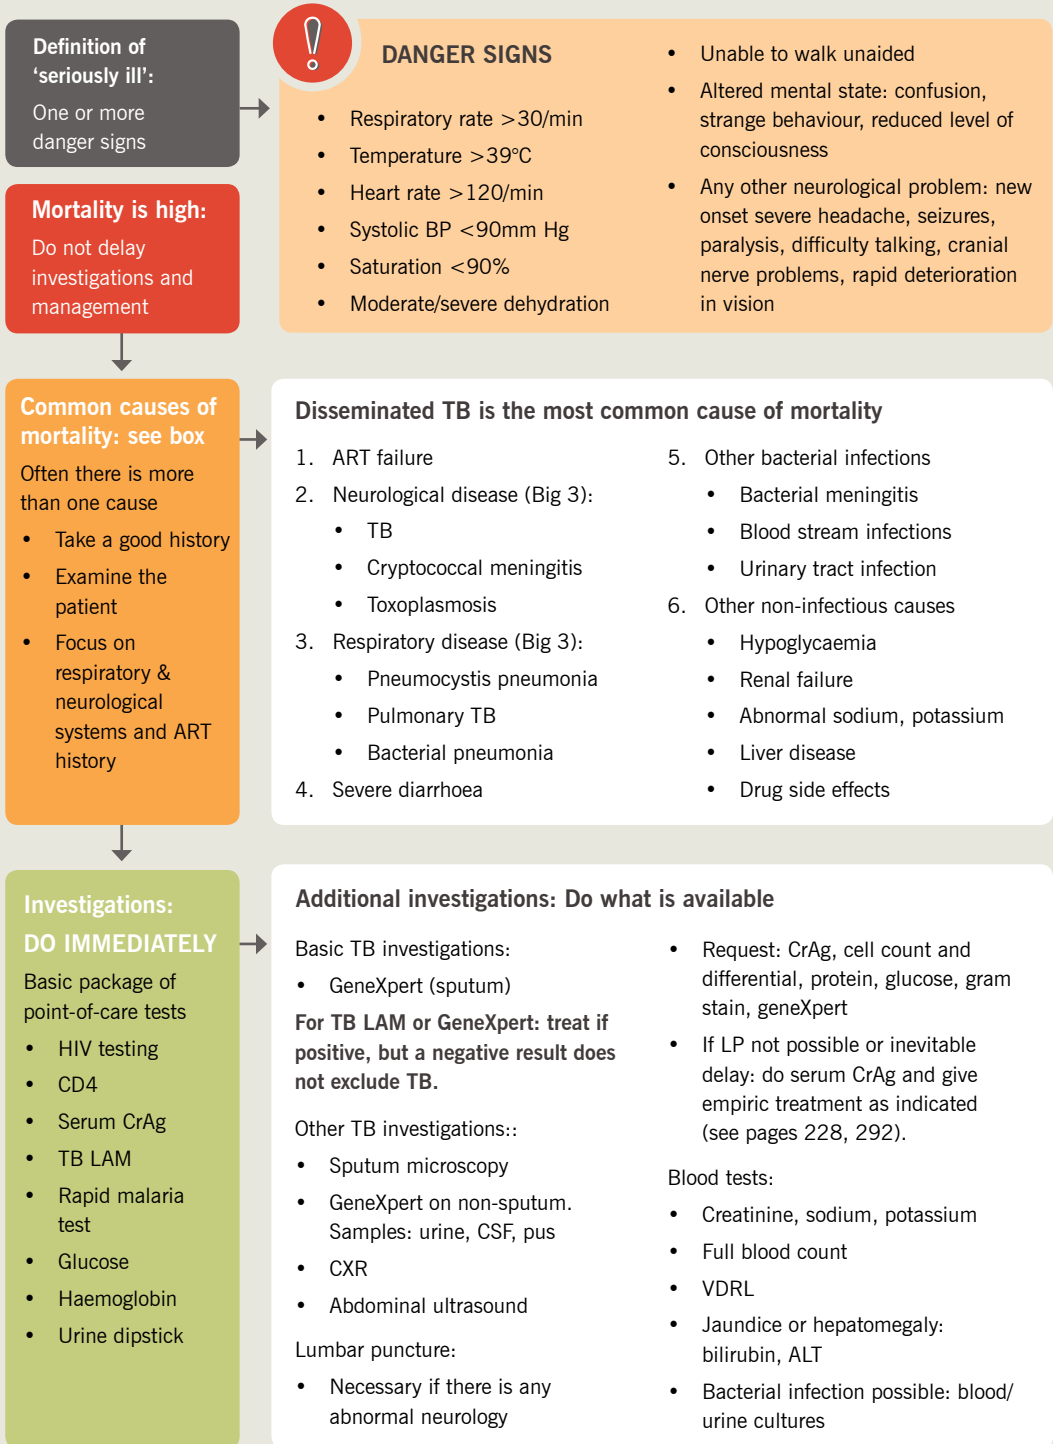 Definition of
‘seriously ill’:
One or more
danger signs
DANGER SIGNS
• Respiratory rate >30/min
• Temperature >39°C
• Heart rate >120/min
• Systolic BP <90mm Hg
• Saturation <90%
• Moderate/severe dehydration
• Unable to walk unaided
• Altered mental state: confusion,
strange behaviour, reduced level of
consciousness
• Any other neurological problem: new
onset severe headache, seizures,
paralysis, difficulty talking, cranial
nerve problems, rapid deterioration
in vision
Mortality is high:
Do not delay
investigations and
management
Common causes of
mortality: see box
Often there is more
than one cause
• Take a good history
• Examine the
patient
• Focus on
respiratory &
neurological
systems and ART
history
Disseminated TB is the most common cause of mortality
1. ART failure
2. Neurological disease (Big 3):
• TB
• Cryptococcal meningitis
• Toxoplasmosis
3. Respiratory disease (Big 3):
• Pneumocystis pneumonia
• Pulmonary TB
• Bacterial pneumonia
4. Severe diarrhoea
5. Other bacterial infections
• Bacterial meningitis
• Blood stream infections
• Urinary tract infection
6. Other non-infectious causes
• Hypoglycaemia
• Renal failure
• Abnormal sodium, potassium
• Liver disease
• Drug side effects
Investigations:
DO IMMEDIATELY
Basic package of
point-of-care tests
• HIV testing
• CD4
• Serum CrAg
• TB LAM
• Rapid malaria
test
• Glucose
• Haemoglobin
• Urine dipstick
Additional investigations: Do what is available
Basic TB investigations:
• GeneXpert (sputum)
For TB LAM or GeneXpert: treat if
positive, but a negative result does
not exclude TB.
Other TB investigations::
• Sputum microscopy
• GeneXpert on non-sputum.
Samples: urine, CSF, pus
• CXR
• Abdominal ultrasound
Lumbar puncture:
• Necessary if there is any
abnormal neurology
• Request: CrAg, cell count and
differential, protein, glucose, gram
stain, geneXpert
• If LP not possible or inevitable
delay: do serum CrAg and give
empiric treatment as indicated
(see pages 228, 292).
Blood tests:
• Creatinine, sodium, potassium
• Full blood count
• VDRL
• Jaundice or hepatomegaly:
bilirubin, ALT
• Bacterial infection possible: blood/
urine cultures